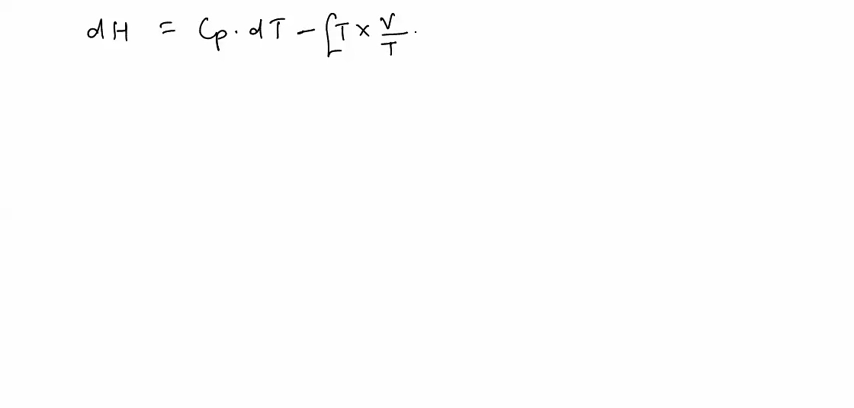 dH = Cp · dT - [T × V/T ·